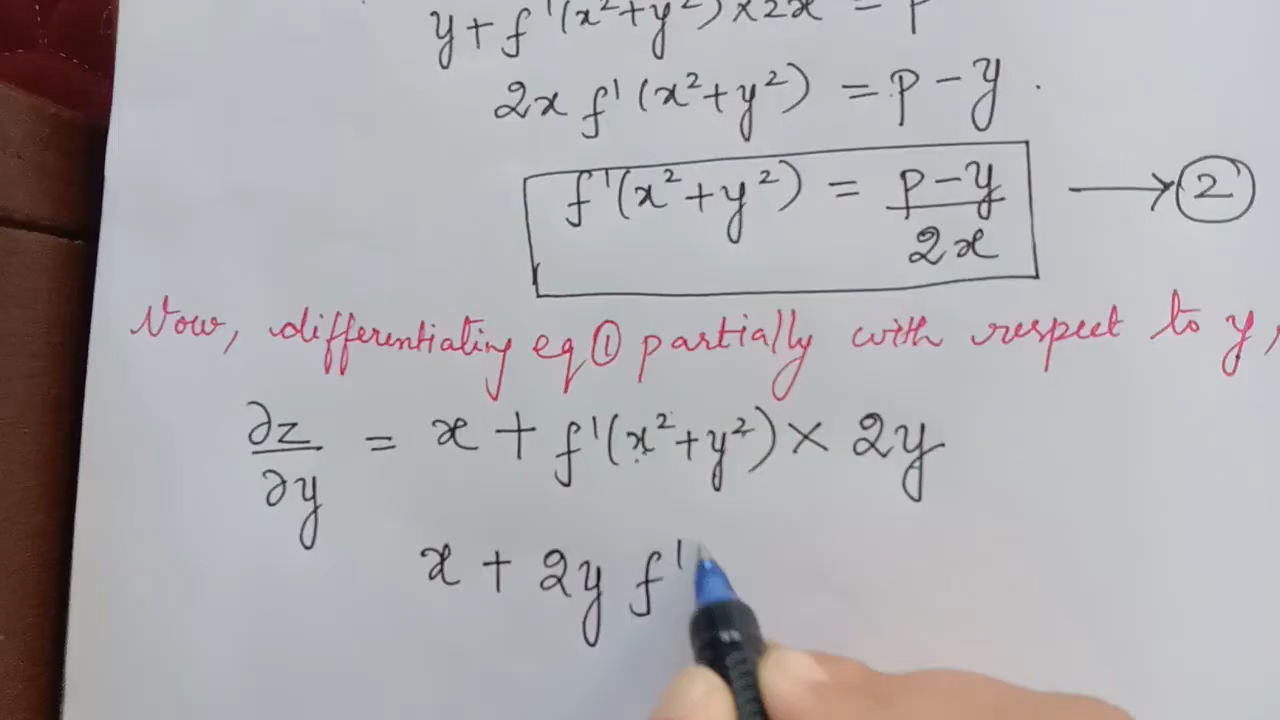 y + f'(x²+y²) × 2x = p
2x f'(x²+y²) = p - y .
f'(x²+y²) = (p - y)/2x ⟶ ②
Now, differentiating eq ① partially with respect to y,
∂z/∂y = x + f'(x²+y²) × 2y
x + 2y f'